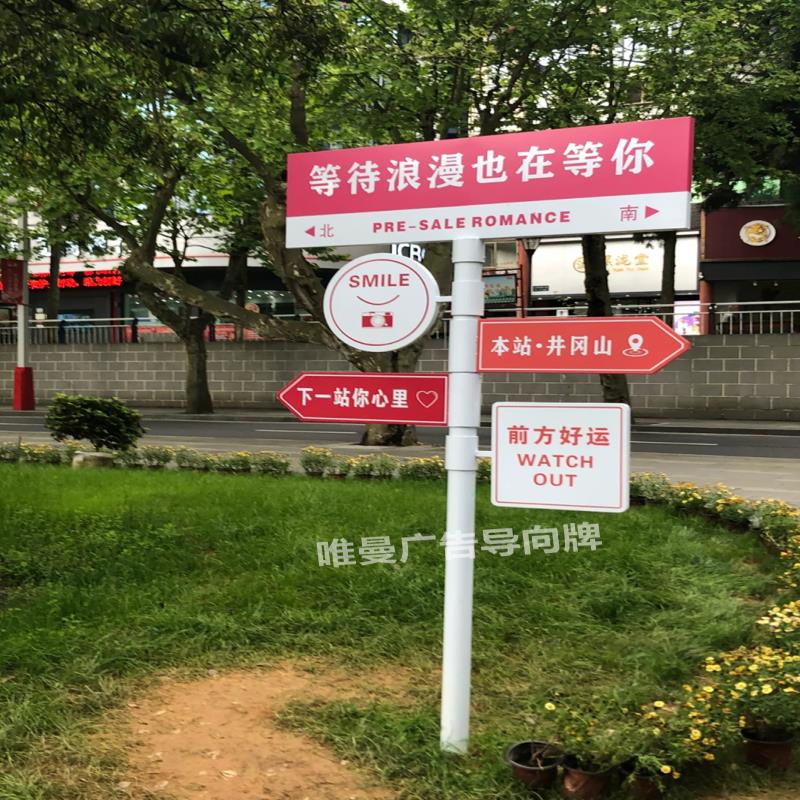 等待浪漫也在等你
北 PRE-SALE ROMANCE 南
SMILE
本站·井冈山
下一站你心里
前方好运
WATCH
OUT
唯曼广告导向牌